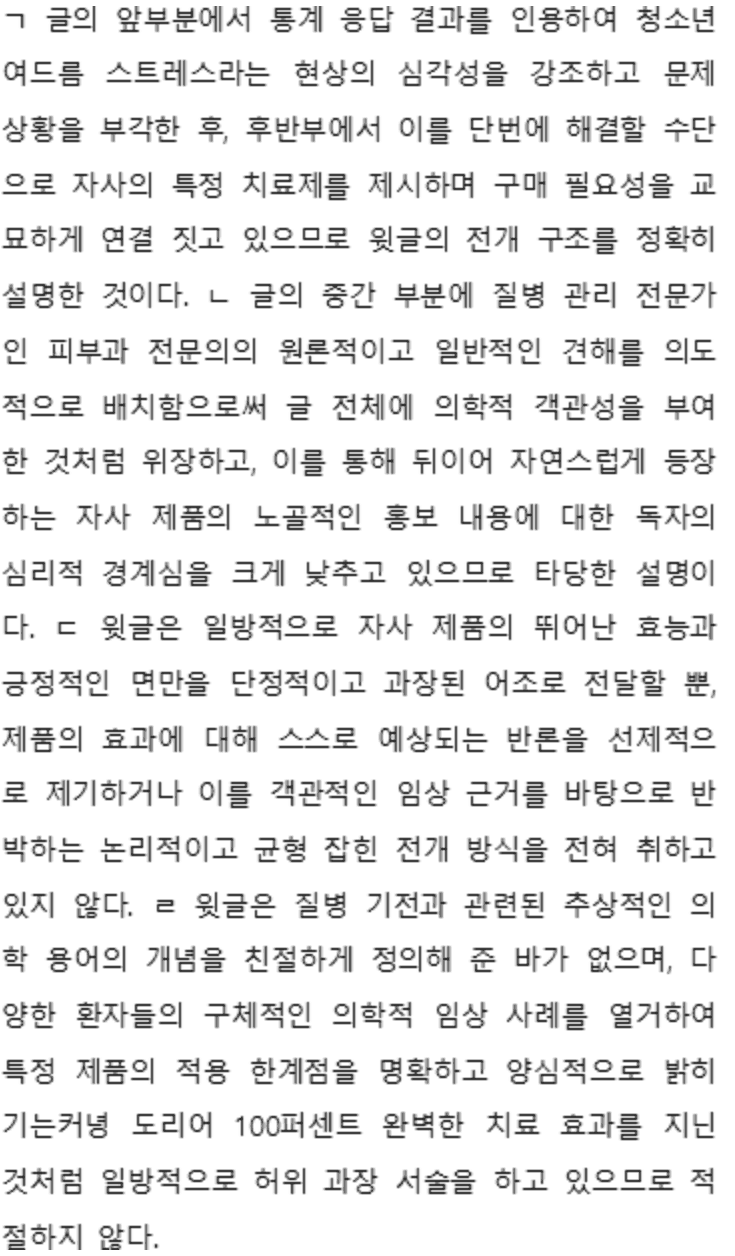 ㄱ 글의 앞부분에서 통계 응답 결과를 인용하여 청소년
여드름 스트레스라는 현상의 심각성을 강조하고 문제
상황을 부각한 후, 후반부에서 이를 단번에 해결할 수단
으로 자사의 특정 치료제를 제시하며 구매 필요성을 교
묘하게 연결 짓고 있으므로 윗글의 전개 구조를 정확히
설명한 것이다. ㄴ 글의 중간 부분에 질병 관리 전문가
인 피부과 전문의의 원론적이고 일반적인 견해를 의도
적으로 배치함으로써 글 전체에 의학적 객관성을 부여
한 것처럼 위장하고, 이를 통해 뒤이어 자연스럽게 등장
하는 자사 제품의 노골적인 홍보 내용에 대한 독자의
심리적 경계심을 크게 낮추고 있으므로 타당한 설명이
다. ㄷ 윗글은 일방적으로 자사 제품의 뛰어난 효능과
긍정적인 면만을 단정적이고 과장된 어조로 전달할 뿐,
제품의 효과에 대해 스스로 예상되는 반론을 선제적으
로 제기하거나 이를 객관적인 임상 근거를 바탕으로 반
박하는 논리적이고 균형 잡힌 전개 방식을 전혀 취하고
있지 않다. ㄹ 윗글은 질병 기전과 관련된 추상적인 의
학 용어의 개념을 친절하게 정의해 준 바가 없으며, 다
양한 환자들의 구체적인 의학적 임상 사례를 열거하여
특정 제품의 적용 한계점을 명확하고 양심적으로 밝히
기는커녕 도리어 100퍼센트 완벽한 치료 효과를 지닌
것처럼 일방적으로 허위 과장 서술을 하고 있으므로 적
절하지 않다.